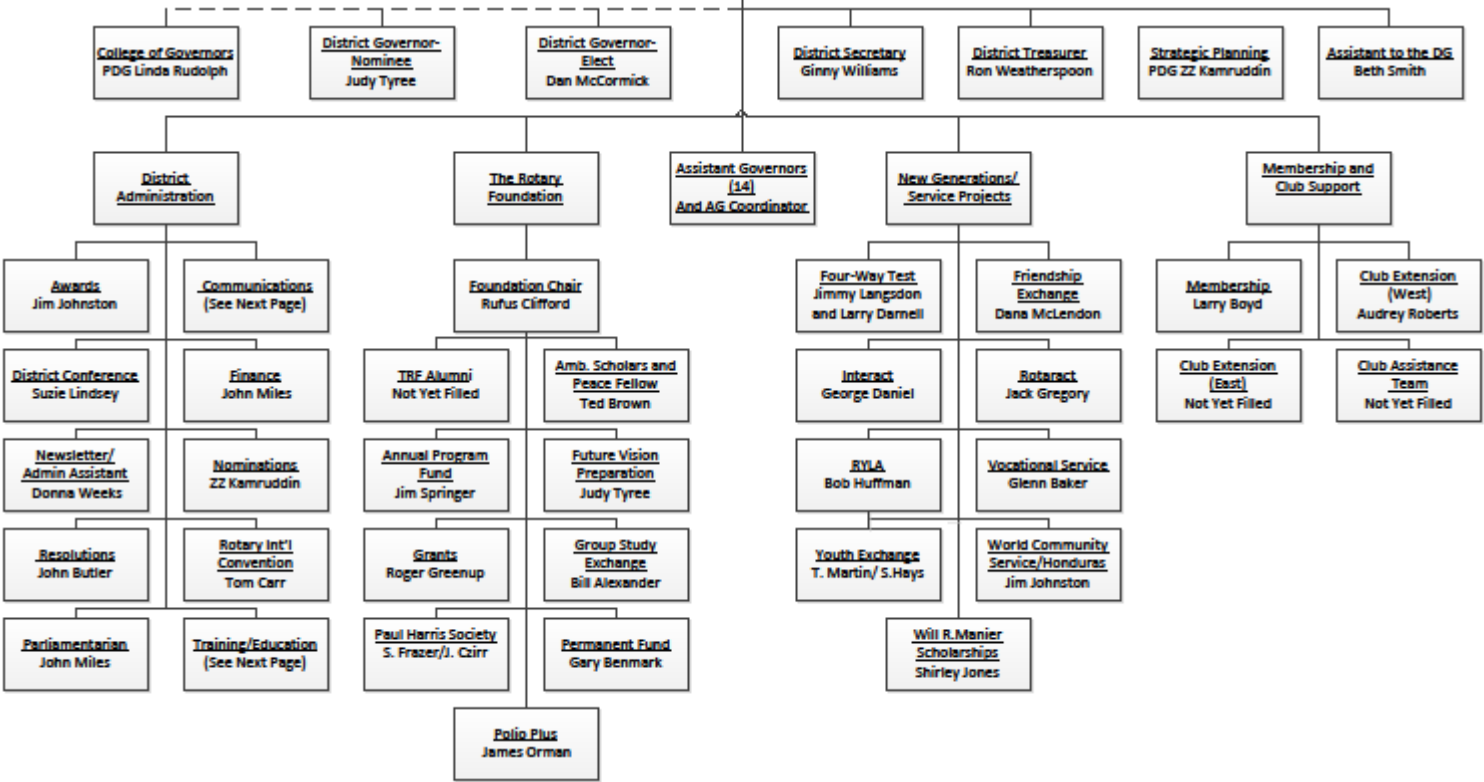 College of Governors
PDG Linda Rudolph
District Governor-
Nominee
Judy Tyree
District Governor-
Elect
Dan McCormick
District Secretary
Ginny Williams
District Treasurer
Ron Weatherspoon
Strategic Planning
PDG ZZ Kamruddin
Assistant to the DG
Beth Smith
District
Administration
The Rotary
Foundation
Assistant Governors
(14)
And AG Coordinator
New Generations/
Service Projects
Membership and
Club Support
Awards
Jim Johnston
Communications
(See Next Page)
Foundation Chair
Rufus Clifford
Four-Way Test
Jimmy Langsdon
and Larry Darnell
Friendship
Exchange
Dana McLendon
Membership
Larry Boyd
Club Extension
(West)
Audrey Roberts
District Conference
Suzie Lindsey
Finance
John Miles
TRF Alumni
Not Yet Filled
Amb. Scholars and
Peace Fellow
Ted Brown
Interact
George Daniel
Rotaract
Jack Gregory
Club Extension
(East)
Not Yet Filled
Club Assistance
Team
Not Yet Filled
Newsletter/
Admin Assistant
Donna Weeks
Nominations
ZZ Kamruddin
Annual Program
Fund
Jim Springer
Future Vision
Preparation
Judy Tyree
RYLA
Bob Huffman
Vocational Service
Glenn Baker
Resolutions
John Butler
Rotary Int'l
Convention
Tom Carr
Grants
Roger Greenup
Group Study
Exchange
Bill Alexander
Youth Exchange
T. Martin/ S.Hays
World Community
Service/Honduras
Jim Johnston
Parliamentarian
John Miles
Training/Education
(See Next Page)
Paul Harris Society
S. Frazer/J. Czirr
Permanent Fund
Gary Benmark
Will R.Manier
Scholarships
Shirley Jones
Polio Plus
James Orman